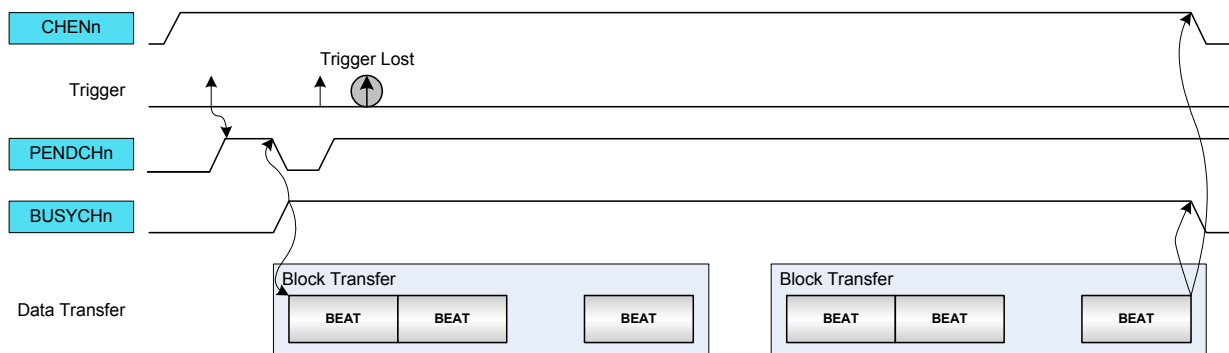 CHENn
Trigger Lost
Trigger
PENDCHn
BUSYCHn
Block Transfer
Block Transfer
Data Transfer
BEAT
BEAT
BEAT
BEAT
BEAT
BEAT